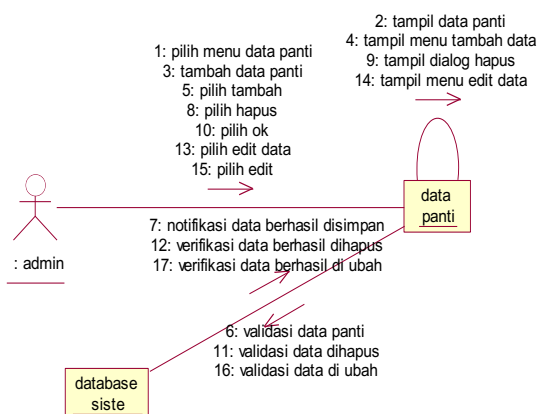 2: tampil data panti
4: tampil menu tambah data
9: tampil dialog hapus
14: tampil menu edit data
1: pilih menu data panti
3: tambah data panti
5: pilih tambah
8: pilih hapus
10: pilih ok
13: pilih edit data
15: pilih edit
data
panti
: admin
7: notifikasi data berhasil disimpan
12: verifikasi data berhasil dihapus
17: verifikasi data berhasil di ubah
6: validasi data panti
11: validasi data dihapus
16: validasi data di ubah
database
siste